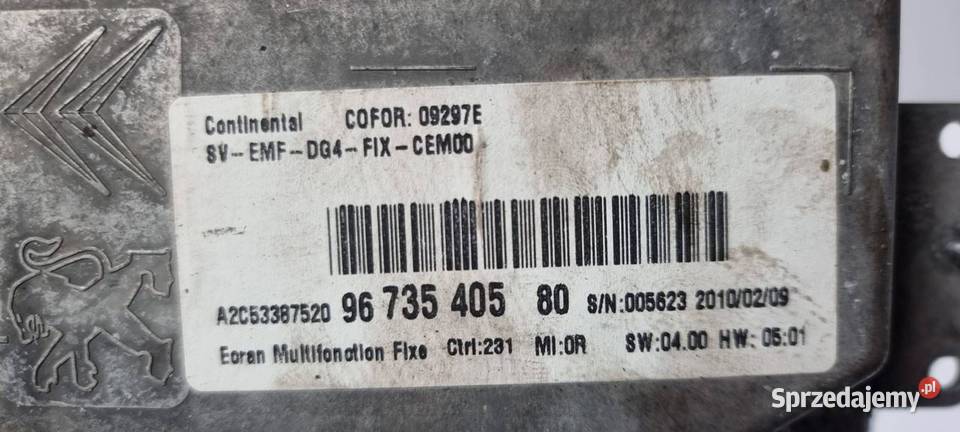 Continental COFOR: 09297E
SV-EMF-DG4-FIX-CEM00
A2C53387520 96 735 405 80 S/N:005623 2010/02/09
Ecran Multifonction Fixe Ctrl:231 MI:0R SW:04.00 HW: 05:01
Sprzedajemy.pl